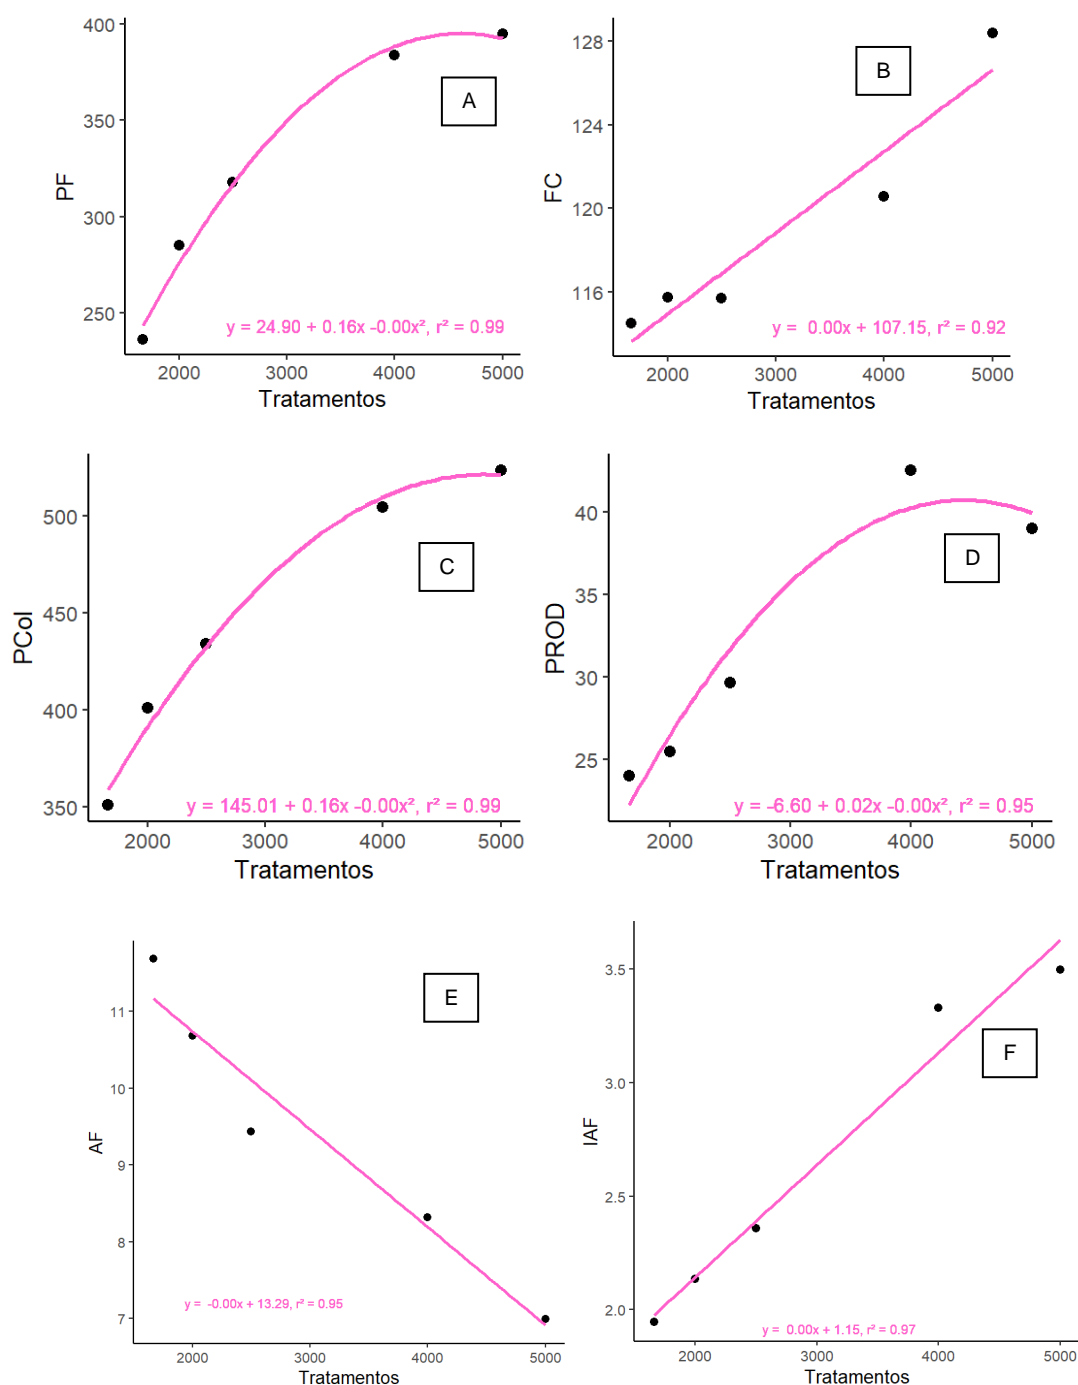 PF
400
350
300
250
A
y = 24.90 + 0.16x -0.00x², r² = 0.99
2000 3000 4000 5000
Tratamentos
FC
128
124
120
116
B
y =  0.00x + 107.15, r² = 0.92
2000 3000 4000 5000
Tratamentos
PCol
500
450
400
350
C
y = 145.01 + 0.16x -0.00x², r² = 0.99
2000 3000 4000 5000
Tratamentos
PROD
40
35
30
25
D
y = -6.60 + 0.02x -0.00x², r² = 0.95
2000 3000 4000 5000
Tratamentos
AF
11
10
9
8
7
E
y =  -0.00x + 13.29, r² = 0.95
2000 3000 4000 5000
Tratamentos
IAF
3.5
3.0
2.5
2.0
F
y =  0.00x + 1.15, r² = 0.97
2000 3000 4000 5000
Tratamentos